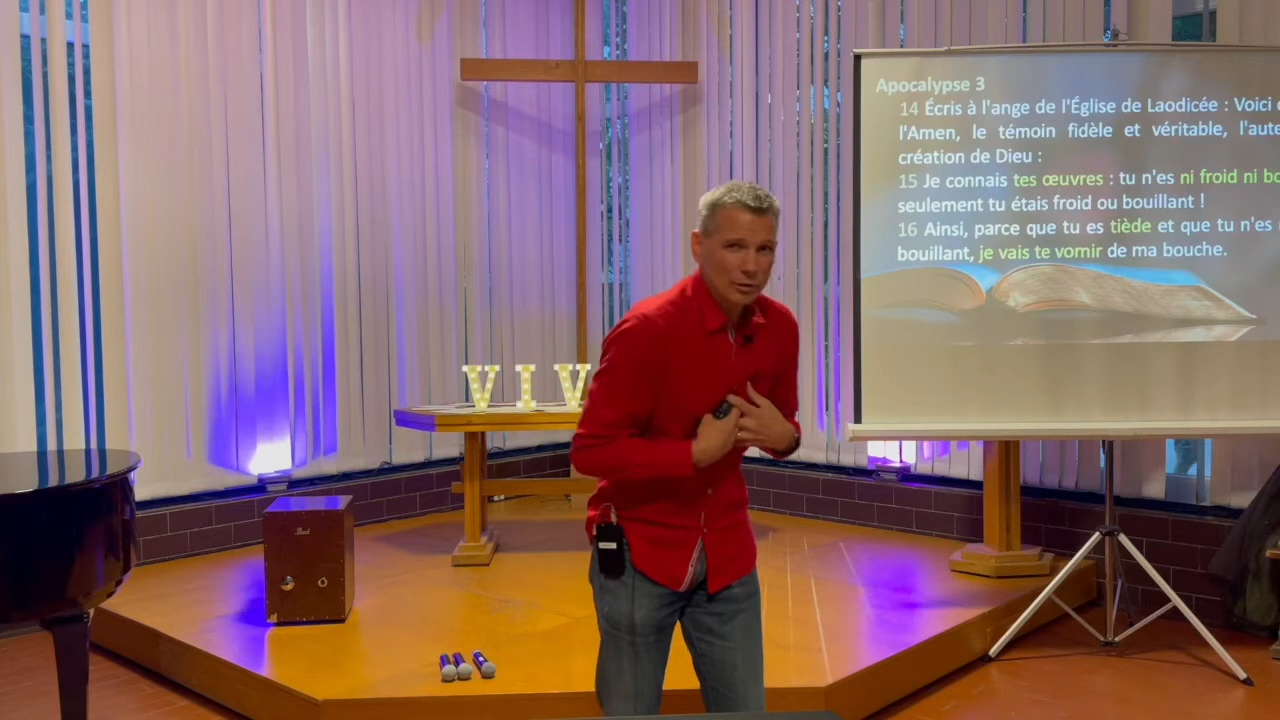 Apocalypse 3
14 Écris à l'ange de l'Église de Laodicée : Voici
l'Amen, le témoin fidèle et véritable,
création de Dieu :
15 Je connais tes œuvres : tu n'es ni froid ni
seulement tu étais froid ou bouillant !
16 Ainsi, parce que tu es tiède et que tu n'es
bouillant, je vais te vomir de ma bouche.
VIV
Pearl